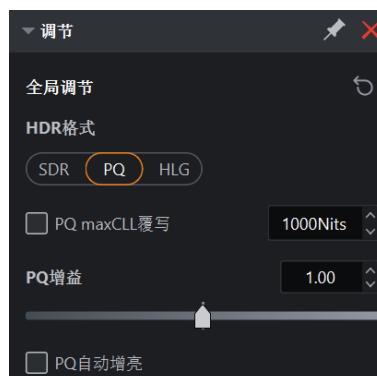 调节
全局调节
HDR格式
SDR PQ HLG
PQ maxCLL覆写 1000Nits
PQ增益 1.00
PQ自动增亮